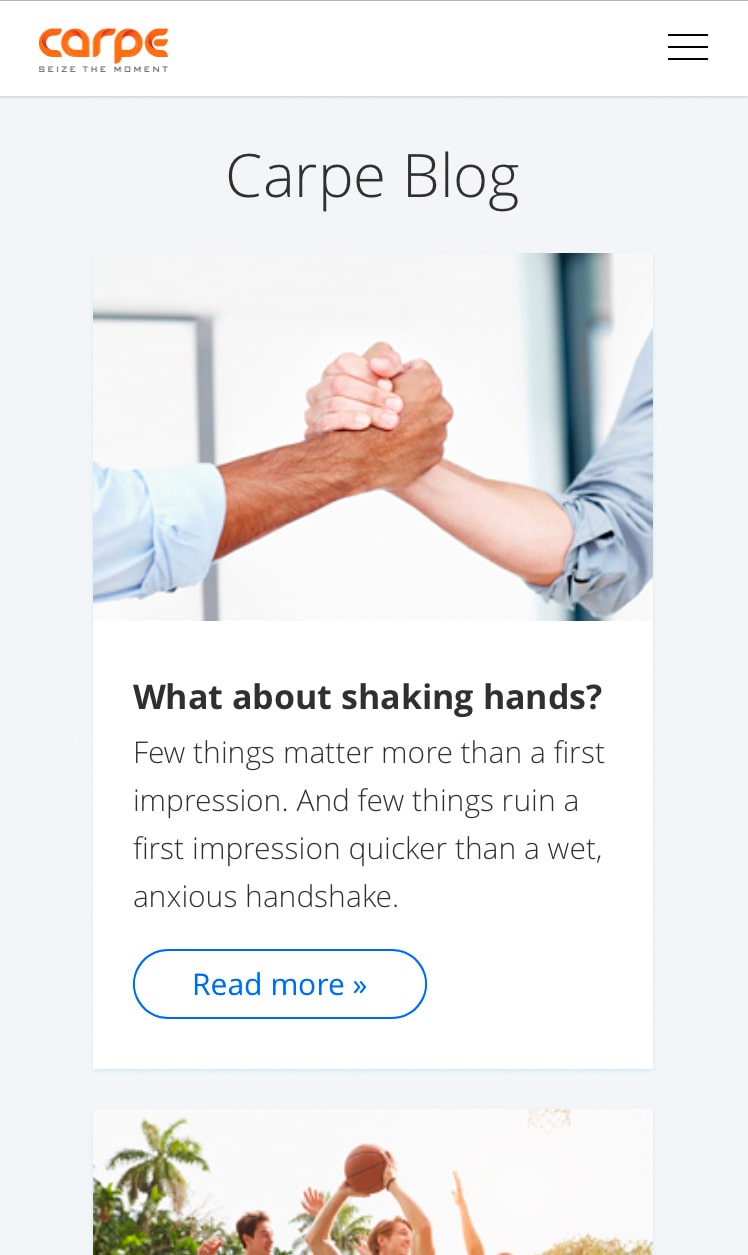 carpe
SEIZE THE MOMENT
Carpe Blog
What about shaking hands?
Few things matter more than a first
impression. And few things ruin a
first impression quicker than a wet,
anxious handshake.
Read more »